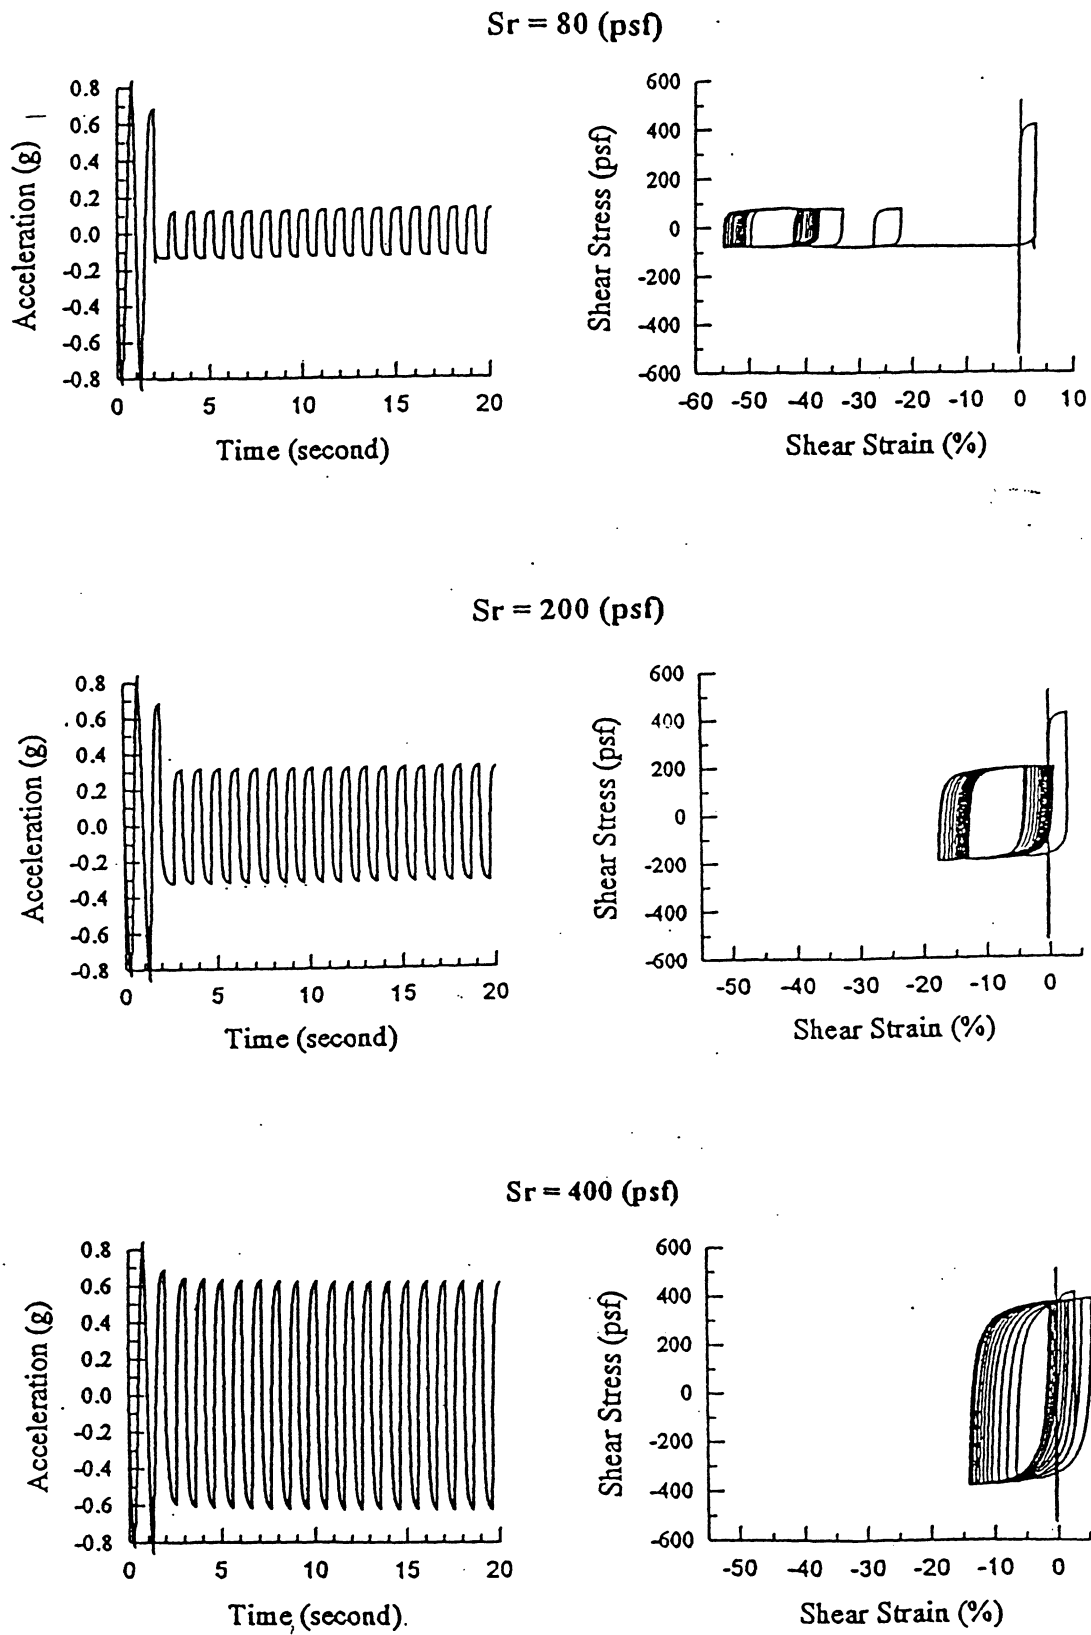 Sr = 80 (psf)
Acceleration (g)
0.8
0.6
0.4
0.2
0.0
-0.2
-0.4
-0.6
-0.8
0 5 10 15 20
Time (second)
Shear Stress (psf)
600
400
200
0
-200
-400
-600
-60 -50 -40 -30 -20 -10 0 10
Shear Strain (%)
Sr = 200 (psf)
Acceleration (g)
0.8
0.6
0.4
0.2
0.0
-0.2
-0.4
-0.6
-0.8
0 5 10 15 20
Time (second)
Shear Stress (psf)
600
400
200
0
-200
-400
-600
-50 -40 -30 -20 -10 0
Shear Strain (%)
Sr = 400 (psf)
Acceleration (g)
0.8
0.6
0.4
0.2
0.0
-0.2
-0.4
-0.6
-0.8
0 5 10 15 20
Time, (second).
Shear Stress (psf)
600
400
200
0
-200
-400
-600
-50 -40 -30 -20 -10 0
Shear Strain (%)